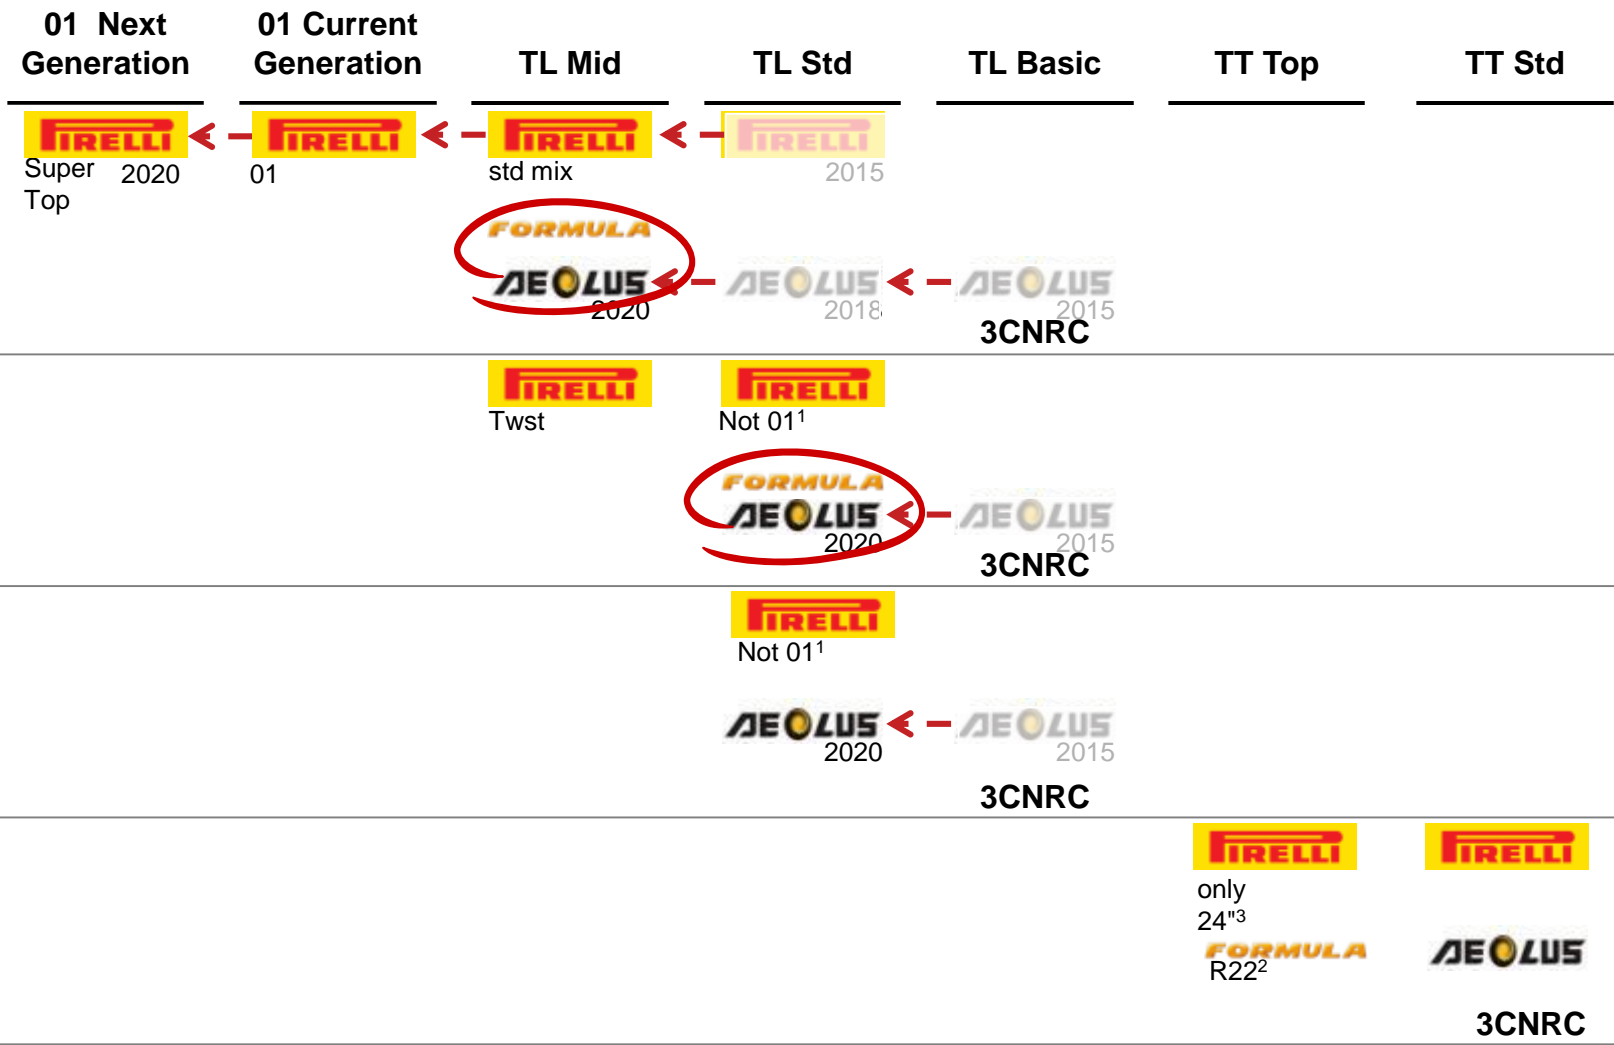 01 Next Generation
01 Current Generation
TL Mid
TL Std
TL Basic
TT Top
TT Std
PIRELLI
PIRELLI
PIRELLI
PIRELLI
Super Top
2020
01
std mix
2015
FORMULA
AEOLUS
AEOLUS
AEOLUS
2020
2018
2015
3CNRC
PIRELLI
PIRELLI
Twst
Not 01¹
FORMULA
AEOLUS
AEOLUS
2020
2015
3CNRC
PIRELLI
Not 01¹
AEOLUS
AEOLUS
2020
2015
3CNRC
PIRELLI
PIRELLI
only
24"³
FORMULA
AEOLUS
R22²
3CNRC